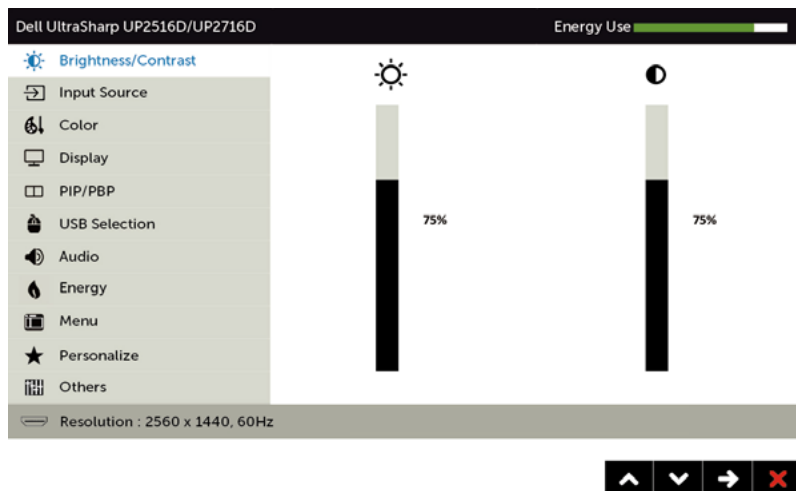 Dell UltraSharp UP2516D/UP2716D Energy Use
Brightness/Contrast
Input Source
Color
Display
PIP/PBP
USB Selection
Audio
Energy
Menu
Personalize
Others
75% 75%
Resolution : 2560 x 1440, 60Hz